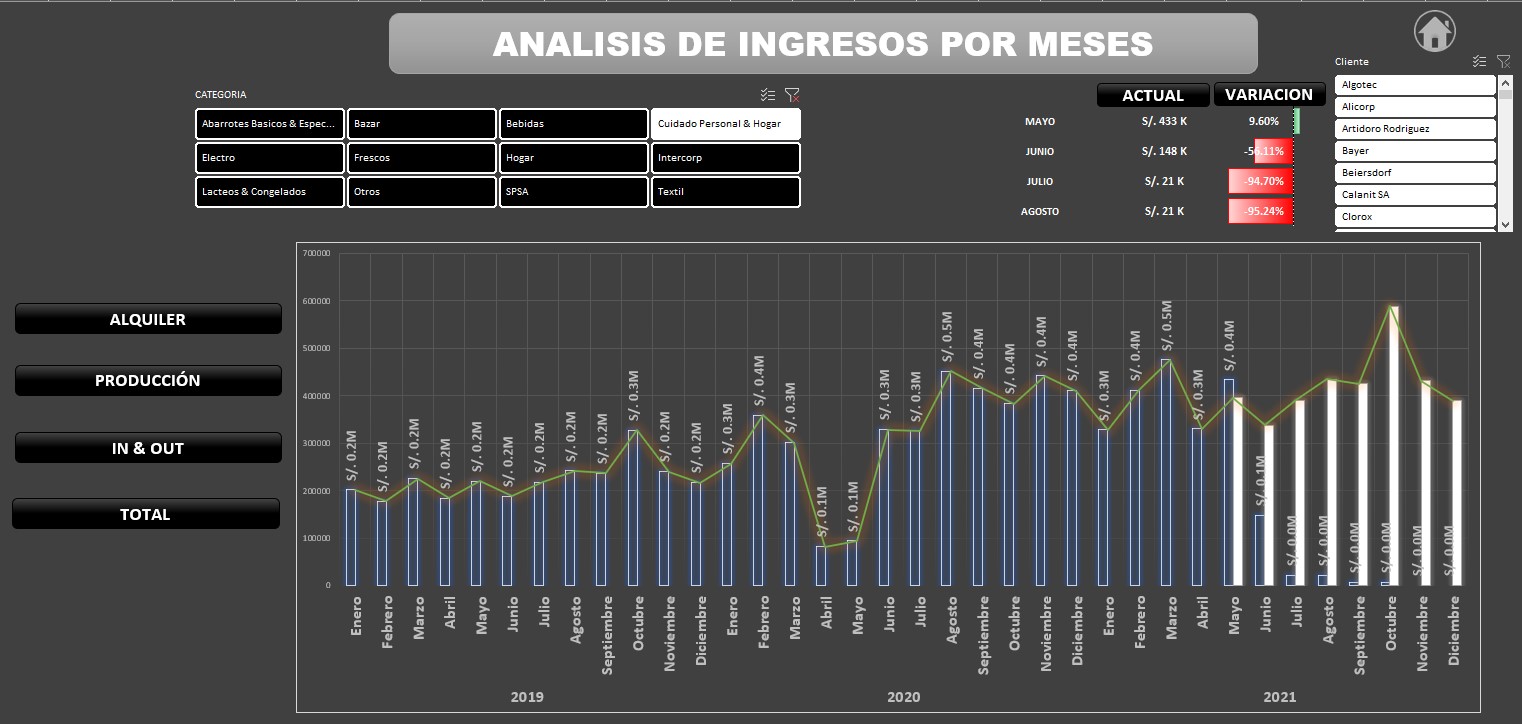 ANALISIS DE INGRESOS POR MESES
CATEGORIA
Abarrotes Basicos & Espec...
Bazar
Bebidas
Cuidado Personal & Hogar
Electro
Frescos
Hogar
Intercorp
Lacteos & Congelados
Otros
SPSA
Textil
ACTUAL VARIACION
MAYO S/. 433 K 9.60%
JUNIO S/. 148 K -56.11%
JULIO S/. 21 K -94.70%
AGOSTO S/. 21 K -95.24%
Cliente
Algotec
Alicorp
Artidoro Rodriguez
Bayer
Beiersdorf
Calanit SA
Clorox
ALQUILER
PRODUCCIÓN
IN & OUT
TOTAL
700000
600000
500000
400000
300000
200000
100000
0
S/. 0.2M
S/. 0.2M
S/. 0.2M
S/. 0.2M
S/. 0.2M
S/. 0.2M
S/. 0.2M
S/. 0.2M
S/. 0.2M
S/. 0.3M
S/. 0.2M
S/. 0.2M
S/. 0.3M
S/. 0.4M
S/. 0.3M
S/. 0.1M
S/. 0.1M
S/. 0.3M
S/. 0.3M
S/. 0.5M
S/. 0.4M
S/. 0.4M
S/. 0.4M
S/. 0.4M
S/. 0.3M
S/. 0.4M
S/. 0.5M
S/. 0.3M
S/. 0.4M
S/. 0.1M
S/. 0.0M
S/. 0.0M
S/. 0.0M
S/. 0.0M
S/. 0.0M
S/. 0.0M
Enero
Febrero
Marzo
Abril
Mayo
Junio
Julio
Agosto
Septiembre
Octubre
Noviembre
Diciembre
Enero
Febrero
Marzo
Abril
Mayo
Junio
Julio
Agosto
Septiembre
Octubre
Noviembre
Diciembre
Enero
Febrero
Marzo
Abril
Mayo
Junio
Julio
Agosto
Septiembre
Octubre
Noviembre
Diciembre
2019
2020
2021